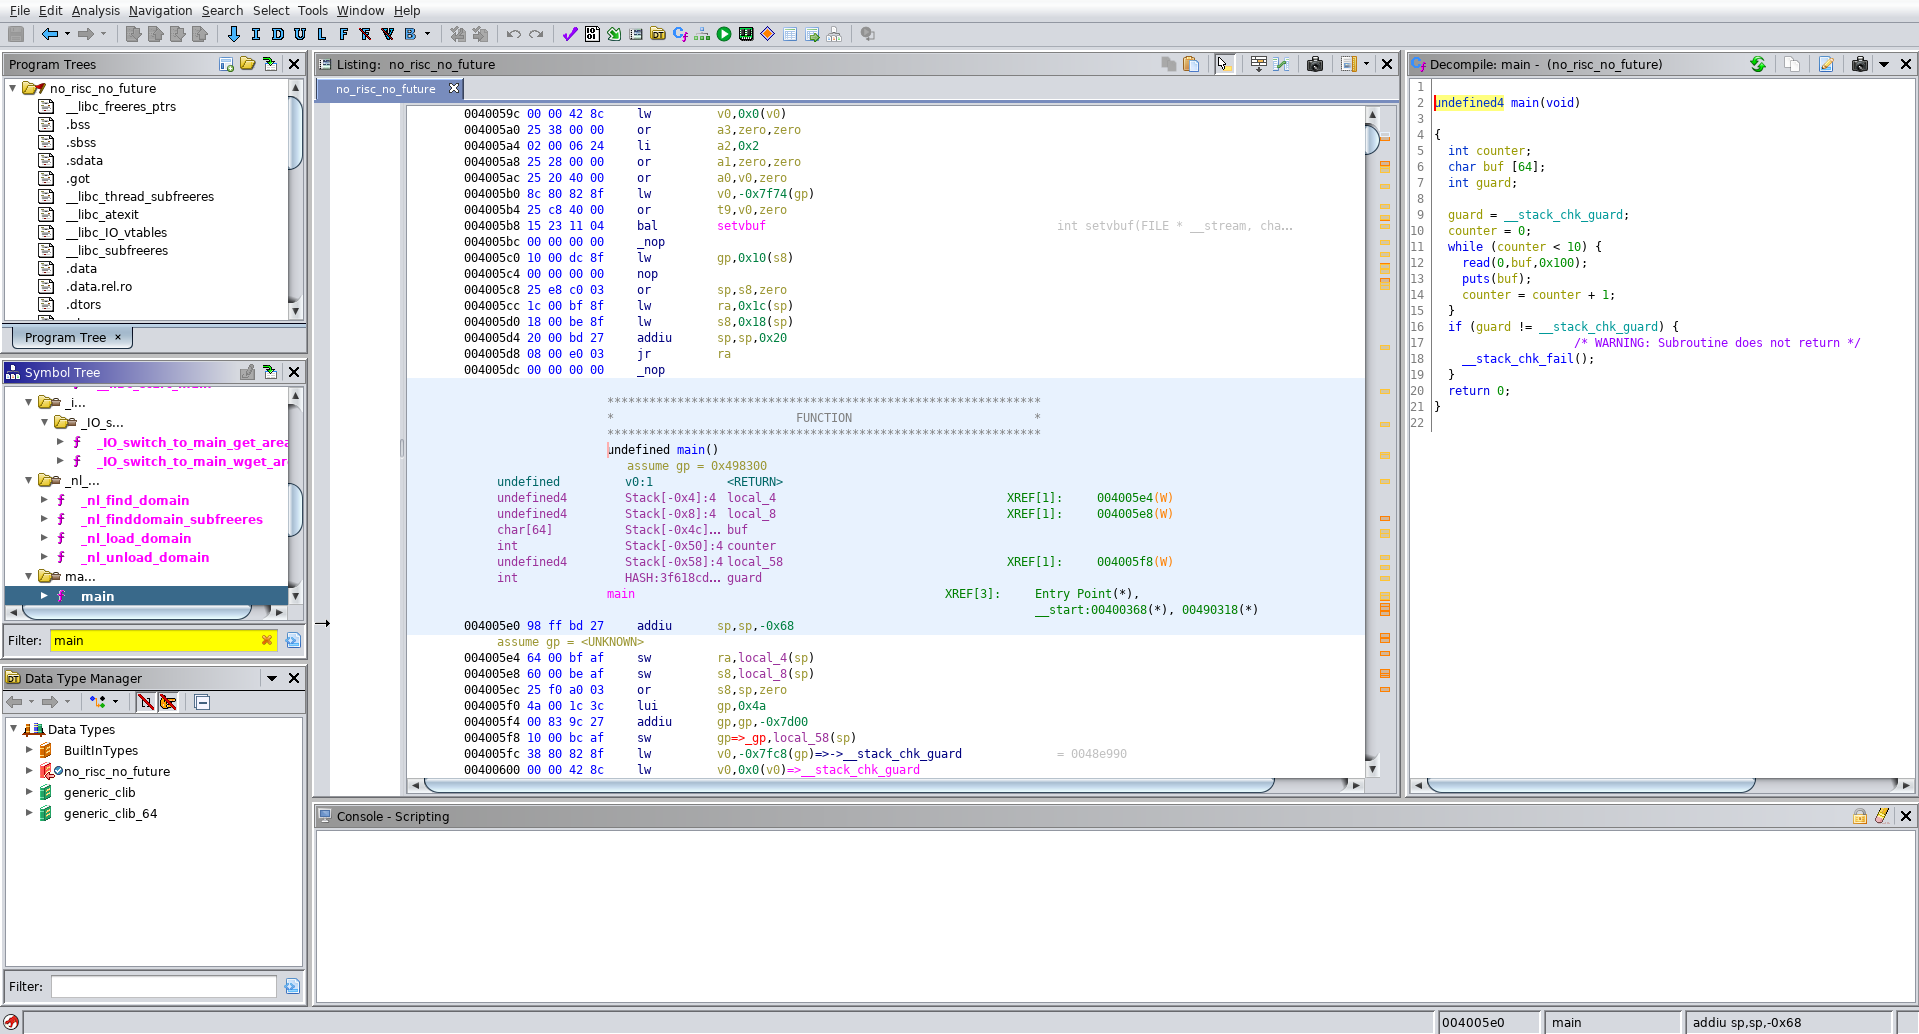 File Edit Analysis Navigation Search Select Tools Window Help
I D U L F R V B
Program Trees
no_risc_no_future
__libc_freeres_ptrs
.bss
.sbss
.sdata
.got
__libc_thread_subfreeres
__libc_atexit
__libc_IO_vtables
__libc_subfreeres
.data
.data.rel.ro
.dtors
Program Tree ×
Symbol Tree
_i...
_IO_s...
_IO_switch_to_main_get_area
_IO_switch_to_main_wget_ar
_nl_...
_nl_find_domain
_nl_finddomain_subfreeres
_nl_load_domain
_nl_unload_domain
ma...
main
Filter: main
Data Type Manager
Data Types
BuiltInTypes
no_risc_no_future
generic_clib
generic_clib_64
Filter:
Listing: no_risc_no_future
no_risc_no_future
0040059c 00 00 42 8c lw v0,0x0(v0)
004005a0 25 38 00 00 or a3,zero,zero
004005a4 02 00 06 24 li a2,0x2
004005a8 25 28 00 00 or a1,zero,zero
004005ac 25 20 40 00 or a0,v0,zero
004005b0 8c 80 82 8f lw v0,-0x7f74(gp)
004005b4 25 c8 40 00 or t9,v0,zero
004005b8 15 23 11 04 bal setvbuf int setvbuf(FILE * __stream, cha...
004005bc 00 00 00 00 _nop
004005c0 10 00 dc 8f lw gp,0x10(s8)
004005c4 00 00 00 00 nop
004005c8 25 e8 c0 03 or sp,s8,zero
004005cc 1c 00 bf 8f lw ra,0x1c(sp)
004005d0 18 00 be 8f lw s8,0x18(sp)
004005d4 20 00 bd 27 addiu sp,sp,0x20
004005d8 08 00 e0 03 jr ra
004005dc 00 00 00 00 _nop
**************************************************************
* FUNCTION *
**************************************************************
undefined main()
assume gp = 0x498300
undefined v0:1 <RETURN>
undefined4 Stack[-0x4]:4 local_4 XREF[1]: 004005e4(W)
undefined4 Stack[-0x8]:4 local_8 XREF[1]: 004005e8(W)
char[64] Stack[-0x4c]... buf
int Stack[-0x50]:4 counter
undefined4 Stack[-0x58]:4 local_58 XREF[1]: 004005f8(W)
int HASH:3f618cd... guard
main XREF[3]: Entry Point(*),
__start:00400368(*), 00490318(*)
004005e0 98 ff bd 27 addiu sp,sp,-0x68
assume gp = <UNKNOWN>
004005e4 64 00 bf af sw ra,local_4(sp)
004005e8 60 00 be af sw s8,local_8(sp)
004005ec 25 f0 a0 03 or s8,sp,zero
004005f0 4a 00 1c 3c lui gp,0x4a
004005f4 00 83 9c 27 addiu gp,gp,-0x7d00
004005f8 10 00 bc af sw gp=>_gp,local_58(sp)
004005fc 38 80 82 8f lw v0,-0x7fc8(gp)=>->__stack_chk_guard = 0048e990
00400600 00 00 42 8c lw v0,0x0(v0)=>__stack_chk_guard
Decompile: main - (no_risc_no_future)
1
2 undefined4 main(void)
3
4 {
5 int counter;
6 char buf [64];
7 int guard;
8
9 guard = __stack_chk_guard;
10 counter = 0;
11 while (counter < 10) {
12 read(0,buf,0x100);
13 puts(buf);
14 counter = counter + 1;
15 }
16 if (guard != __stack_chk_guard) {
17 /* WARNING: Subroutine does not return */
18 __stack_chk_fail();
19 }
20 return 0;
21 }
22
Console - Scripting
004005e0 main addiu sp,sp,-0x68